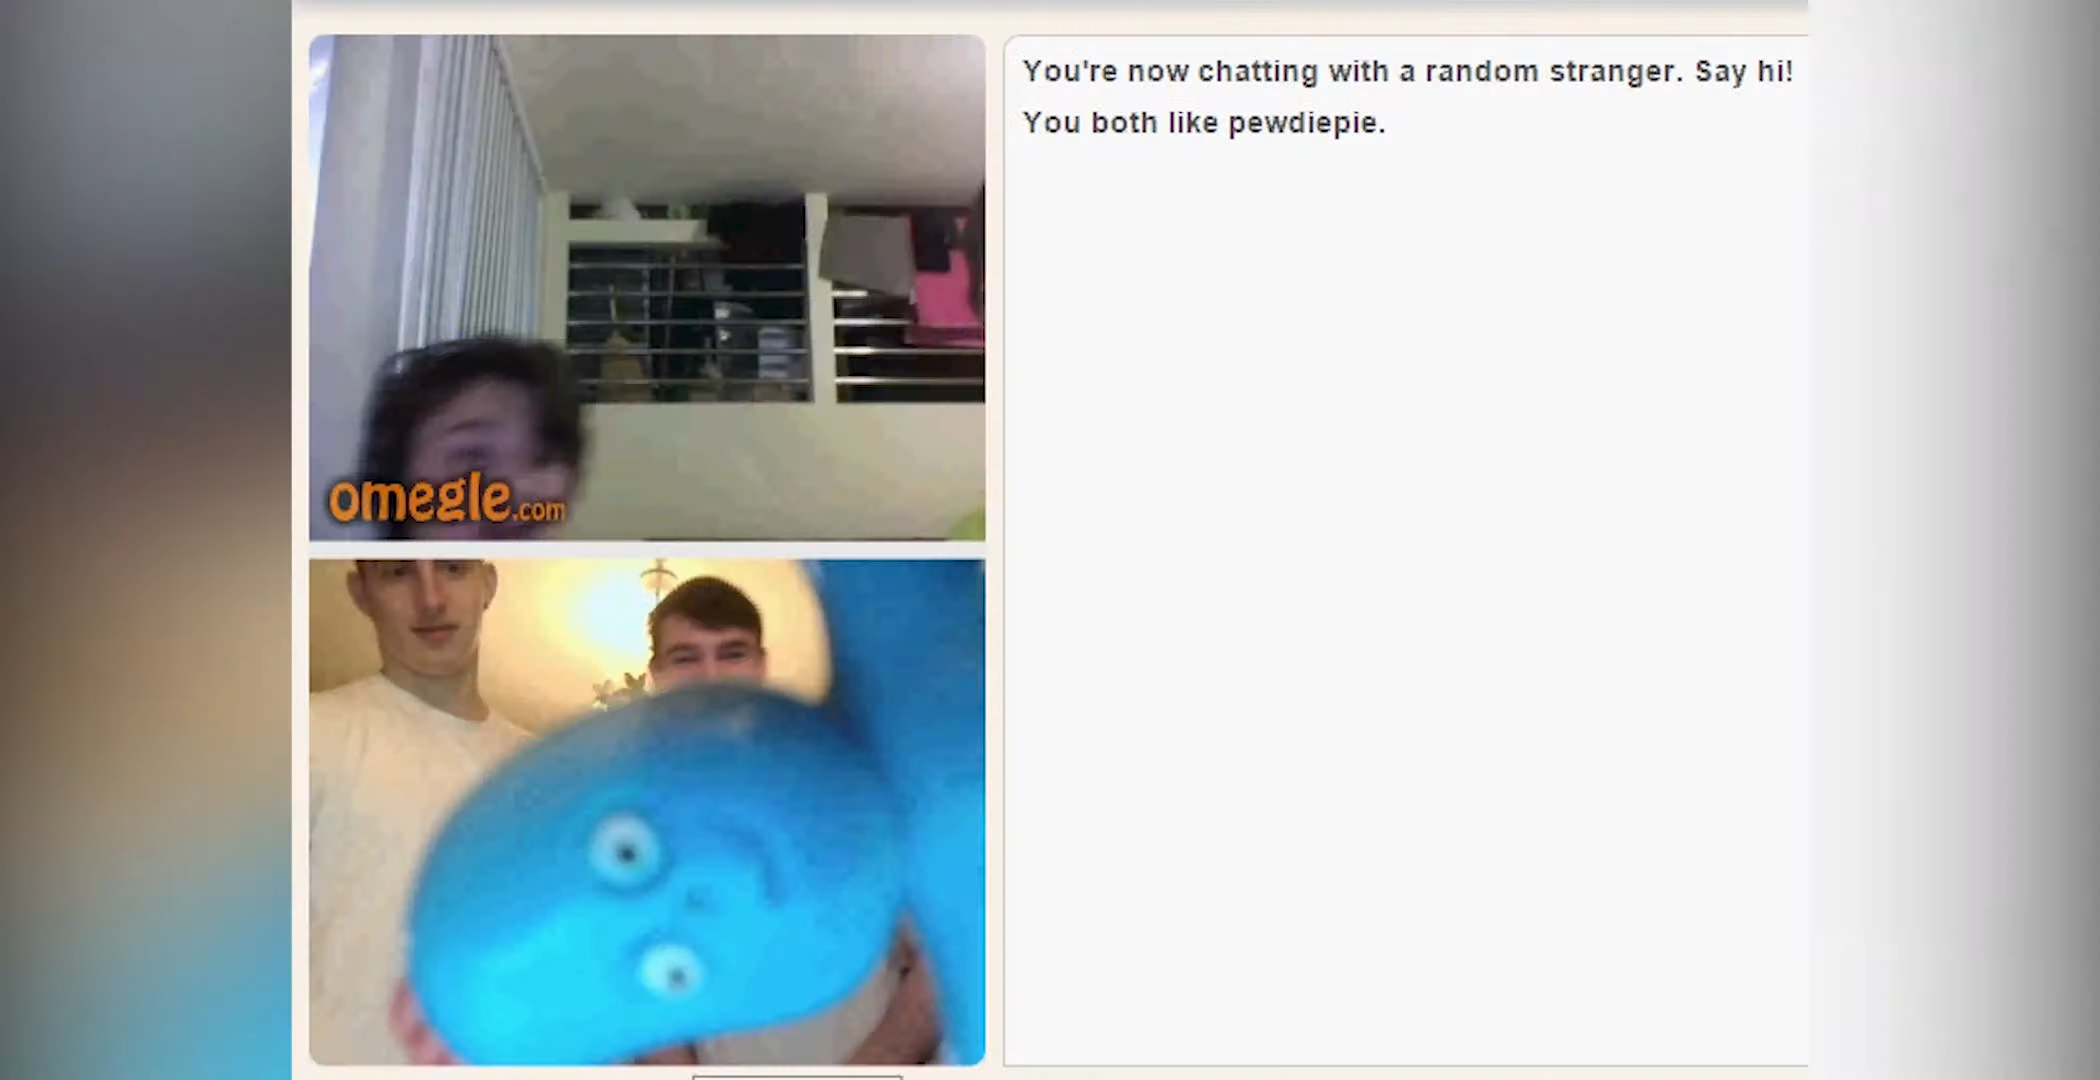 You're now chatting with a random stranger. Say hi!
You both like pewdiepie.
omegle.com